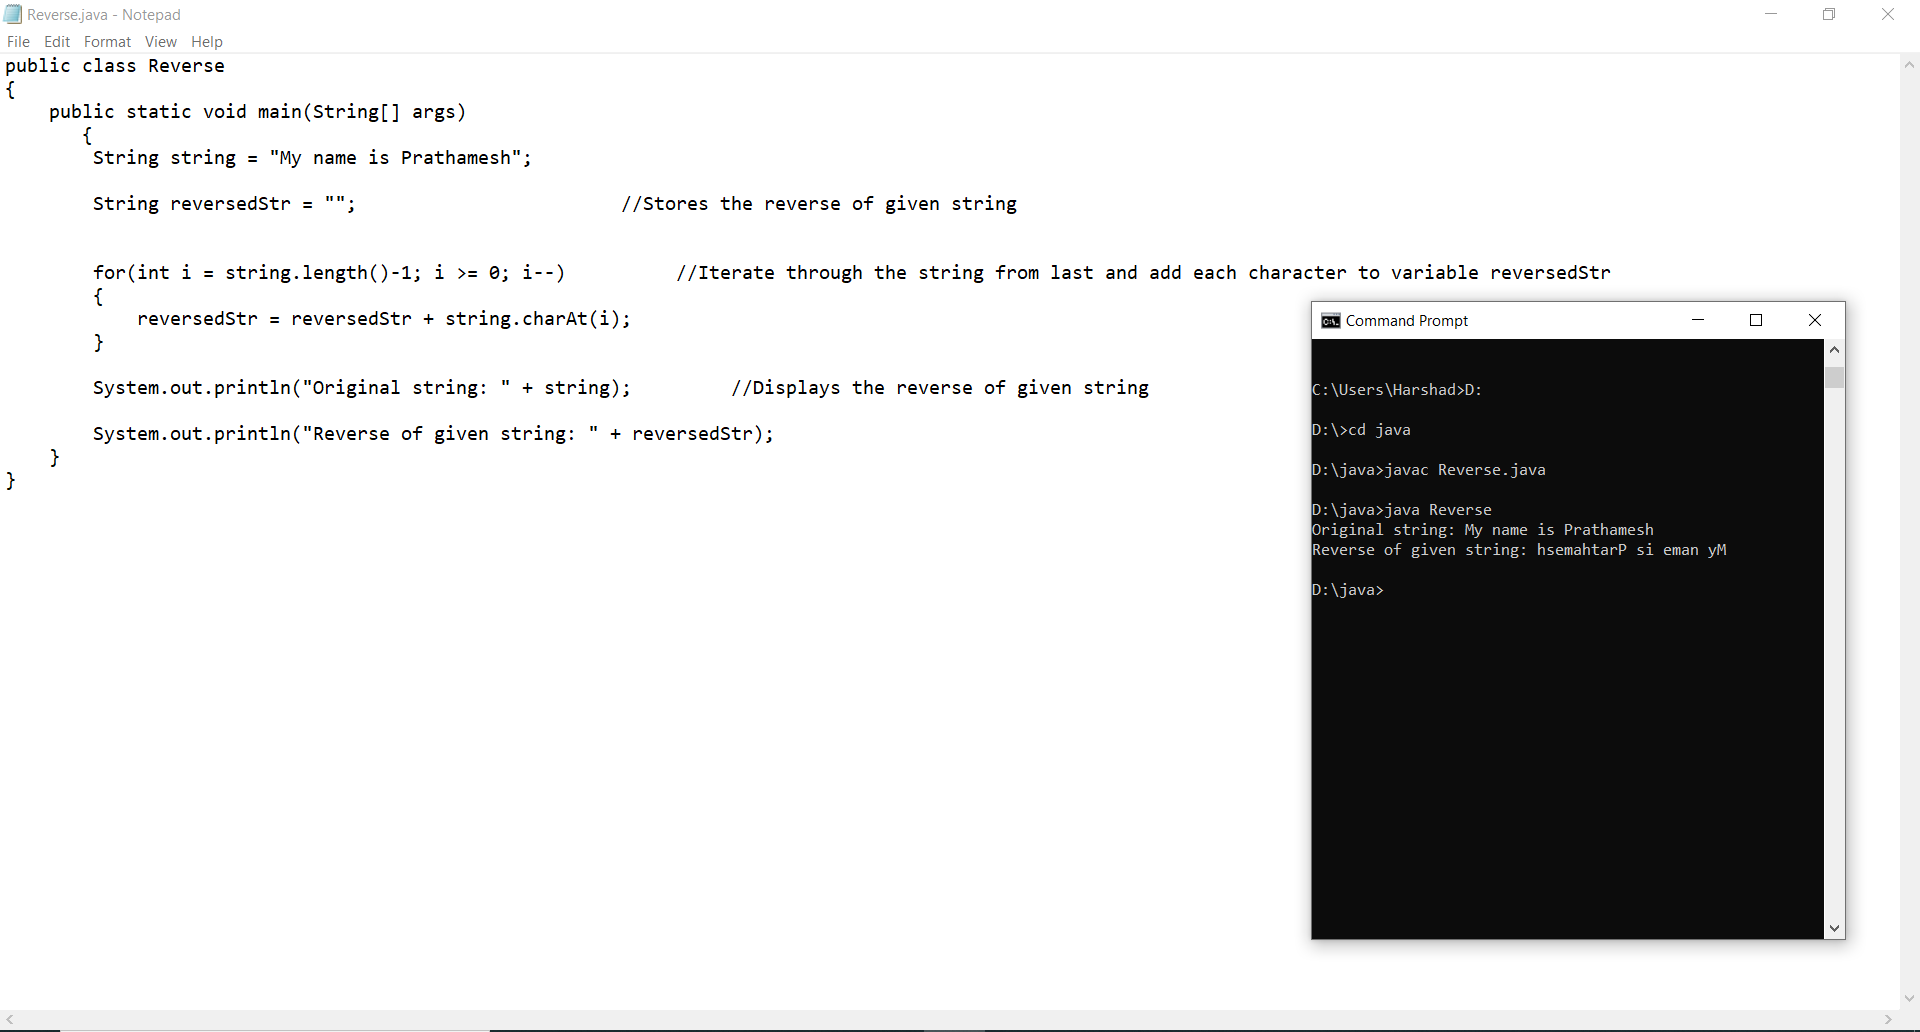 Reverse.java - Notepad
File Edit Format View Help
public class Reverse
{
    public static void main(String[] args)
       {
        String string = "My name is Prathamesh";
        String reversedStr = "";                        //Stores the reverse of given string
        for(int i = string.length()-1; i >= 0; i--)          //Iterate through the string from last and add each character to variable reversedStr
        {
            reversedStr = reversedStr + string.charAt(i);
        }
        System.out.println("Original string: " + string);         //Displays the reverse of given string
        System.out.println("Reverse of given string: " + reversedStr);
    }
}
Command Prompt
C:\Users\Harshad>D:
D:\>cd java
D:\java>javac Reverse.java
D:\java>java Reverse
Original string: My name is Prathamesh
Reverse of given string: hsemahtarP si eman yM
D:\java>